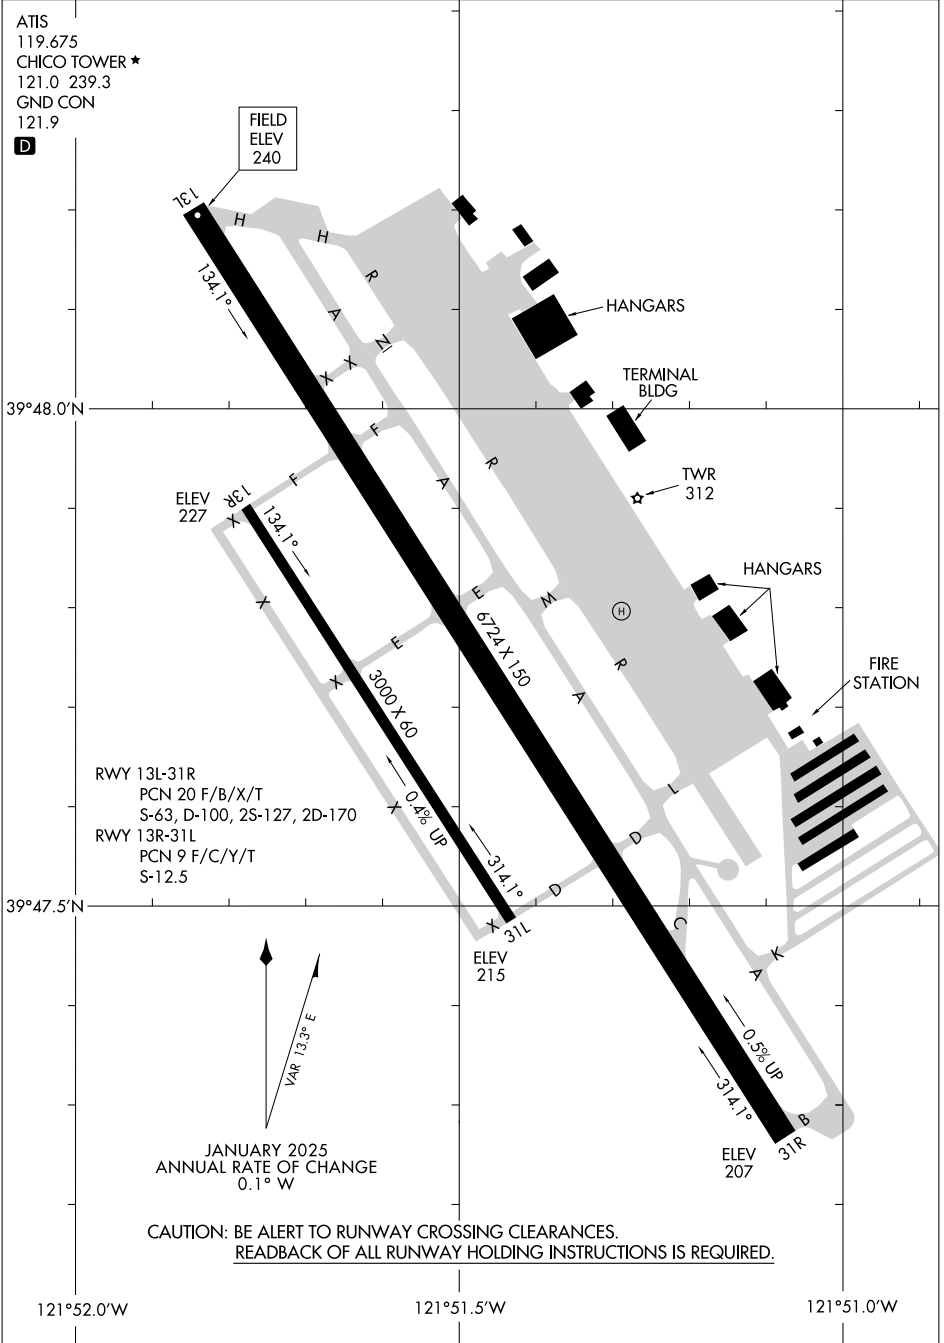 ATIS
119.675
CHICO TOWER ★
121.0 239.3
GND CON
121.9
D
FIELD
ELEV
240
13L
134.1°
H
H
R
A
X
X
N
HANGARS
TERMINAL
BLDG
39°48.0'N
F
F
R
A
TWR
312
ELEV
227
13R
X
134.1°
HANGARS
X
E
E
M
H
6724 X 150
R
FIRE
STATION
X
3000 X 60
A
RWY 13L-31R
PCN 20 F/B/X/T
S-63, D-100, 2S-127, 2D-170
RWY 13R-31L
PCN 9 F/C/Y/T
S-12.5
X
0.4% UP
L
D
314.1°
D
39°47.5'N
X
31L
C
K
A
ELEV
215
VAR 13.3° E
0.5% UP
314.1°
B
31R
ELEV
207
JANUARY 2025
ANNUAL RATE OF CHANGE
0.1° W
CAUTION: BE ALERT TO RUNWAY CROSSING CLEARANCES.
READBACK OF ALL RUNWAY HOLDING INSTRUCTIONS IS REQUIRED.
121°52.0'W
121°51.5'W
121°51.0'W